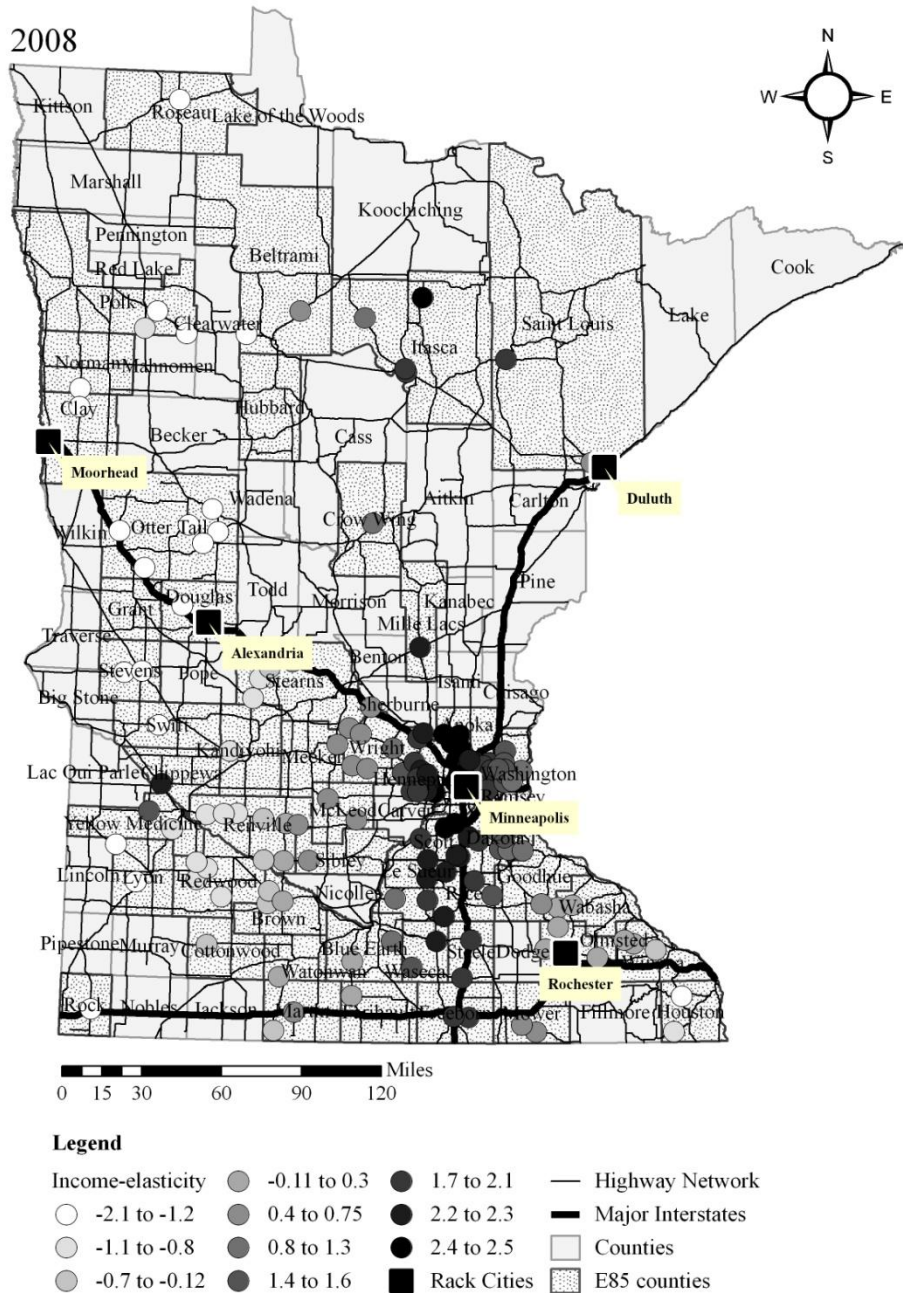 2008
N
W E
S
Kittson
Roseau
Lake of the Woods
Marshall
Koochiching
Pennington
Beltrami
Red Lake
Cook
Polk
Lake
Clearwater
Saint Louis
Itasca
Norman
Mahnomen
Clay
Hubbard
Becker
Cass
Moorhead
Wadena
Aitkin
Carlton
Duluth
Crow Wing
Otter Tail
Wilkin
Pine
Todd
Douglas
Morrison
Kanabec
Grant
Mille Lacs
Traverse
Alexandria
Benton
Stevens
Pope
Stearns
Isanti
Chisago
Big Stone
Sherburne
Anoka
Swift
Kandiyohi
Meeker
Wright
Lac Qui Parle
Chippewa
Hennepin
Washington
Ramsey
McLeod
Carver
Minneapolis
Yellow Medicine
Renville
Scott
Dakota
Sibley
Le Sueur
Goodhue
Lincoln
Lyon
Redwood
Nicollet
Rice
Wabasha
Brown
Pipestone
Murray
Cottonwood
Blue Earth
Steele
Dodge
Olmsted
Watonwan
Waseca
Rochester
Rock
Nobles
Jackson
Freeborn
Mower
Fillmore
Houston
Miles
0 15 30 60 90 120
Legend
Income-elasticity
-2.1 to -1.2
-1.1 to -0.8
-0.7 to -0.12
-0.11 to 0.3
0.4 to 0.75
0.8 to 1.3
1.4 to 1.6
1.7 to 2.1
2.2 to 2.3
2.4 to 2.5
Rack Cities
Highway Network
Major Interstates
Counties
E85 counties